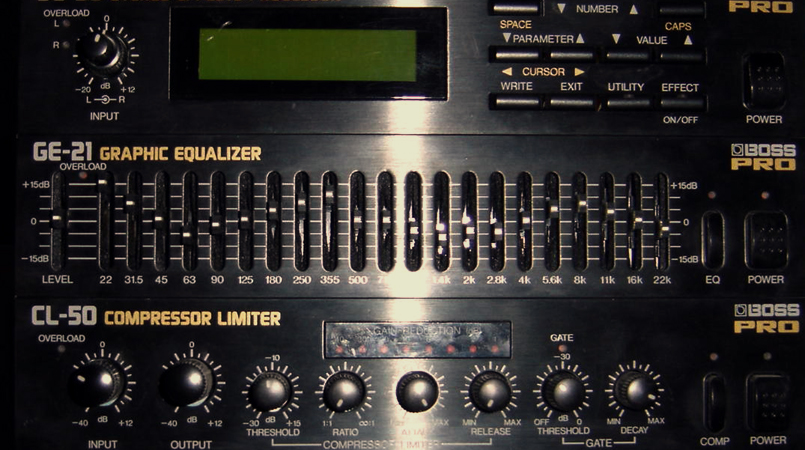 PRO
OVERLOAD
L
R
0
-20 dB +12
L R
INPUT
NUMBER
SPACE CAPS
PARAMETER VALUE
CURSOR
WRITE EXIT UTILITY EFFECT
ON/OFF
POWER
GE-21 GRAPHIC EQUALIZER
BOSS
PRO
OVERLOAD
+15dB +15dB
0 0
-15dB -15dB
LEVEL 22 31.5 45 63 90 125 180 250 355 500 1.4k 2k 2.8k 4k 5.6k 8k 11k 16k 22k
EQ POWER
CL-50 COMPRESSOR LIMITER
BOSS
PRO
OVERLOAD
GAIN REDUCTION
GATE
0 0 -10 -30
-40 dB +12 -40 dB +12 -30 dB +15 1:1 ∞:1 MAX MIN MAX OFF dB 0 MIN MAX
INPUT OUTPUT THRESHOLD RATIO RELEASE THRESHOLD DECAY
COMPRESSOR LIMITER GATE
COMP POWER